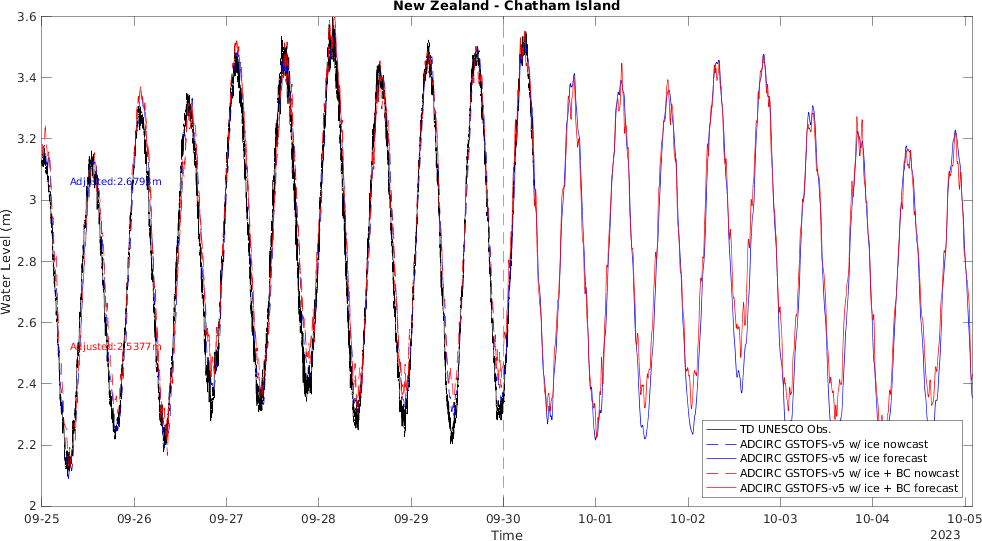 New Zealand - Chatham Island
3.6
3.4
3.2
3
2.8
2.6
2.4
2.2
2
Water Level (m)
Adjusted:2.679 m
Adjusted:2.5377m
TD UNESCO Obs.
ADCIRC GSTOFS-v5 w/ ice nowcast
ADCIRC GSTOFS-v5 w/ ice forecast
ADCIRC GSTOFS-v5 w/ ice + BC nowcast
ADCIRC GSTOFS-v5 w/ ice + BC forecast
09-25 09-26 09-27 09-28 09-29 09-30 10-01 10-02 10-03 10-04 10-05
Time
2023